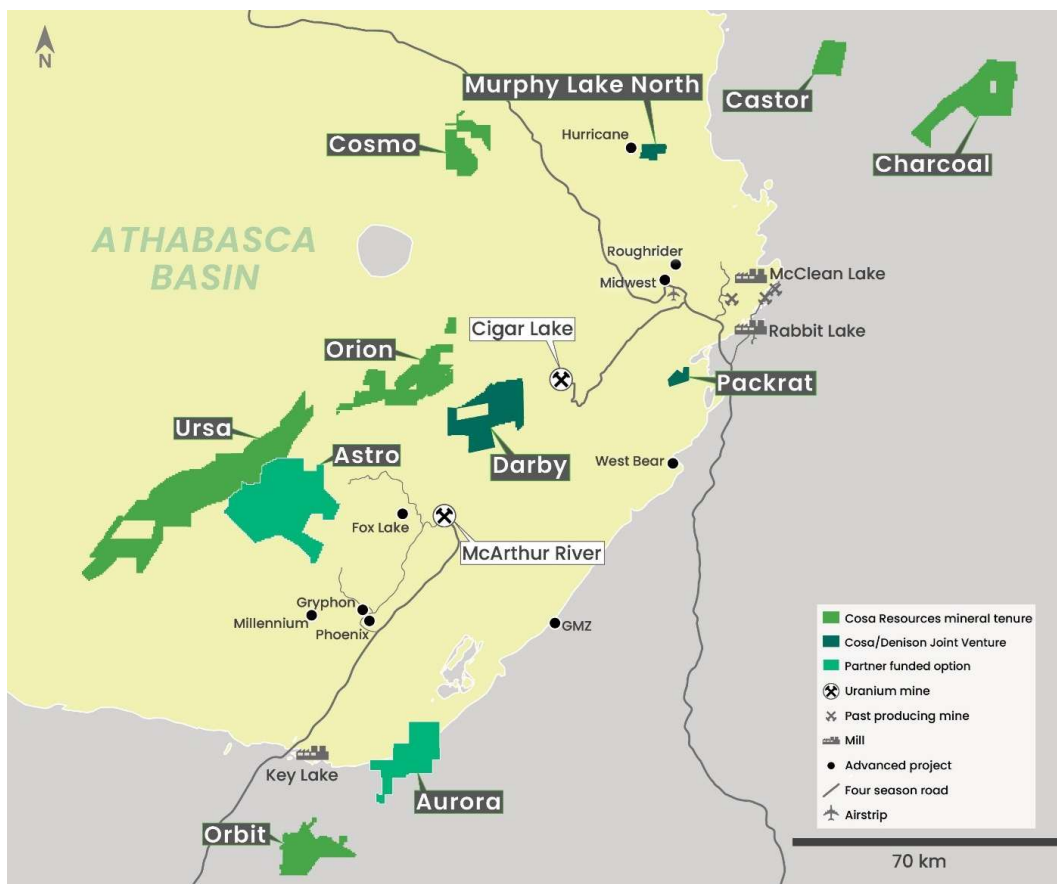 N
Murphy Lake North
Castor
Cosmo
Hurricane
Charcoal
ATHABASCA
BASIN
Roughrider
McClean Lake
Midwest
Cigar Lake
Rabbit Lake
Orion
Packrat
Ursa
Astro
Darby
West Bear
Fox Lake
McArthur River
Gryphon
Millennium
Phoenix
GMZ
Key Lake
Aurora
Orbit
Cosa Resources mineral tenure
Cosa/Denison Joint Venture
Partner funded option
Uranium mine
Past producing mine
Mill
Advanced project
Four season road
Airstrip
70 km